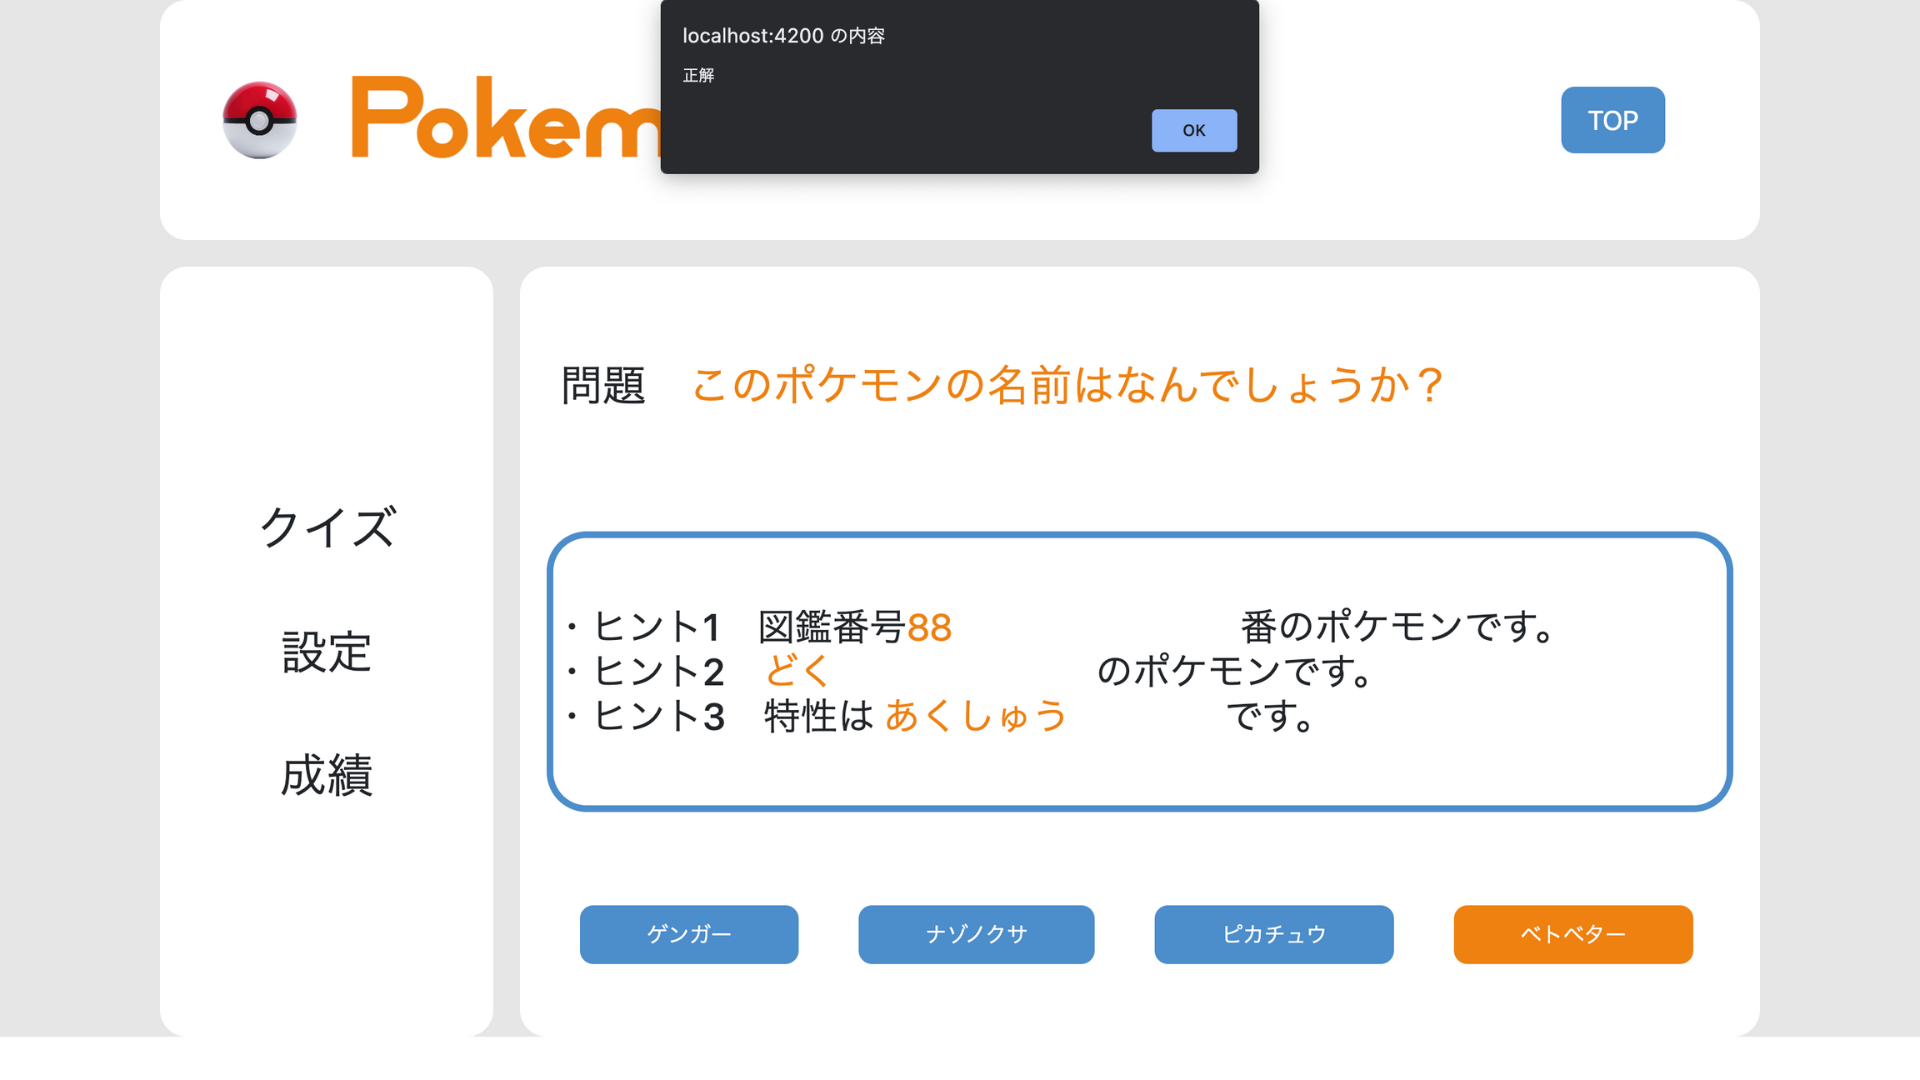 localhost:4200 の内容
正解
OK
Pokem
TOP
クイズ
設定
成績
問題 このポケモンの名前はなんでしょうか？
・ヒント1 図鑑番号88 番のポケモンです。
・ヒント2 どく のポケモンです。
・ヒント3 特性は あくしゅう です。
ゲンガー
ナゾノクサ
ピカチュウ
ベトベター